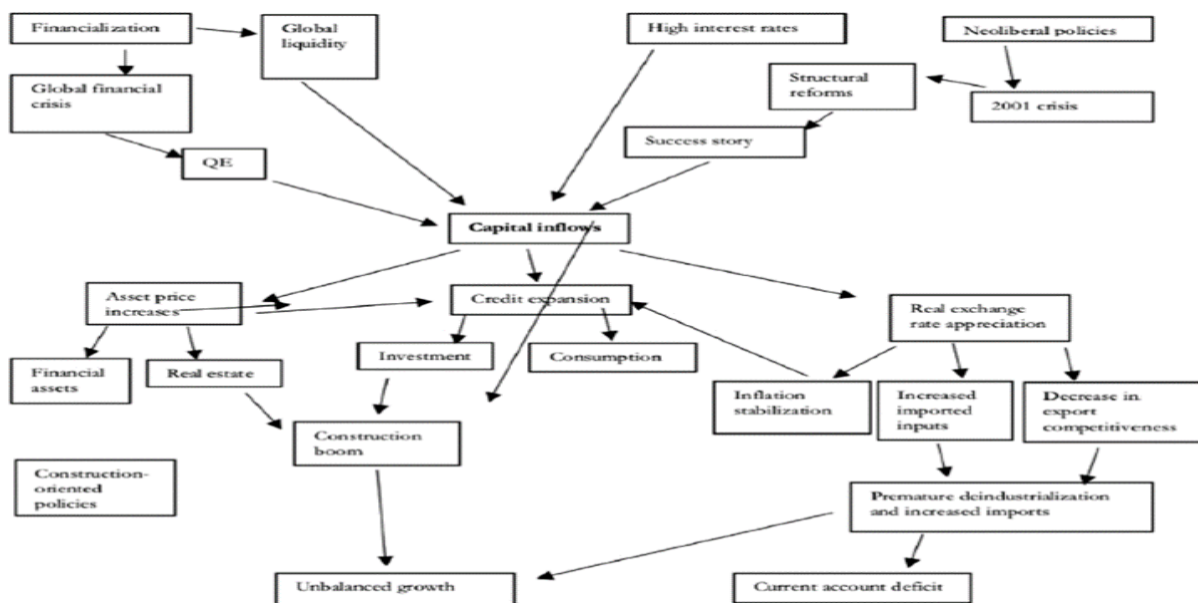 Financialization
Global
liquidity
High interest rates
Neoliberal policies
Global financial
crisis
Structural
reforms
2001 crisis
QE
Success story
Capital inflows
Asset price
increases
Credit expansion
Real exchange
rate appreciation
Financial
assets
Real estate
Investment
Consumption
Inflation
stabilization
Increased
imported
inputs
Decrease in
export
competitiveness
Construction
boom
Construction-
oriented
policies
Premature deindustrialization
and increased imports
Unbalanced growth
Current account deficit